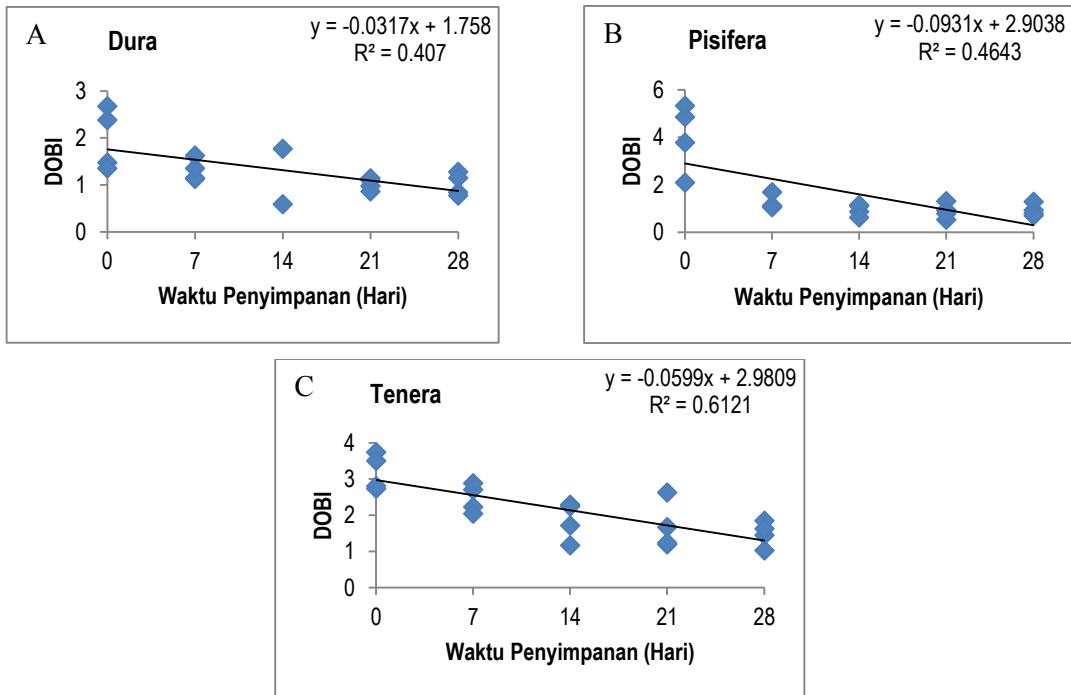 A
Dura
y = -0.0317x + 1.758
R² = 0.407
3
2
1
0
DOBI
0 7 14 21 28
Waktu Penyimpanan (Hari)
B
Pisifera
y = -0.0931x + 2.9038
R² = 0.4643
6
4
2
0
DOBI
0 7 14 21 28
Waktu Penyimpanan (Hari)
C
Tenera
y = -0.0599x + 2.9809
R² = 0.6121
4
3
2
1
0
DOBI
0 7 14 21 28
Waktu Penyimpanan (Hari)